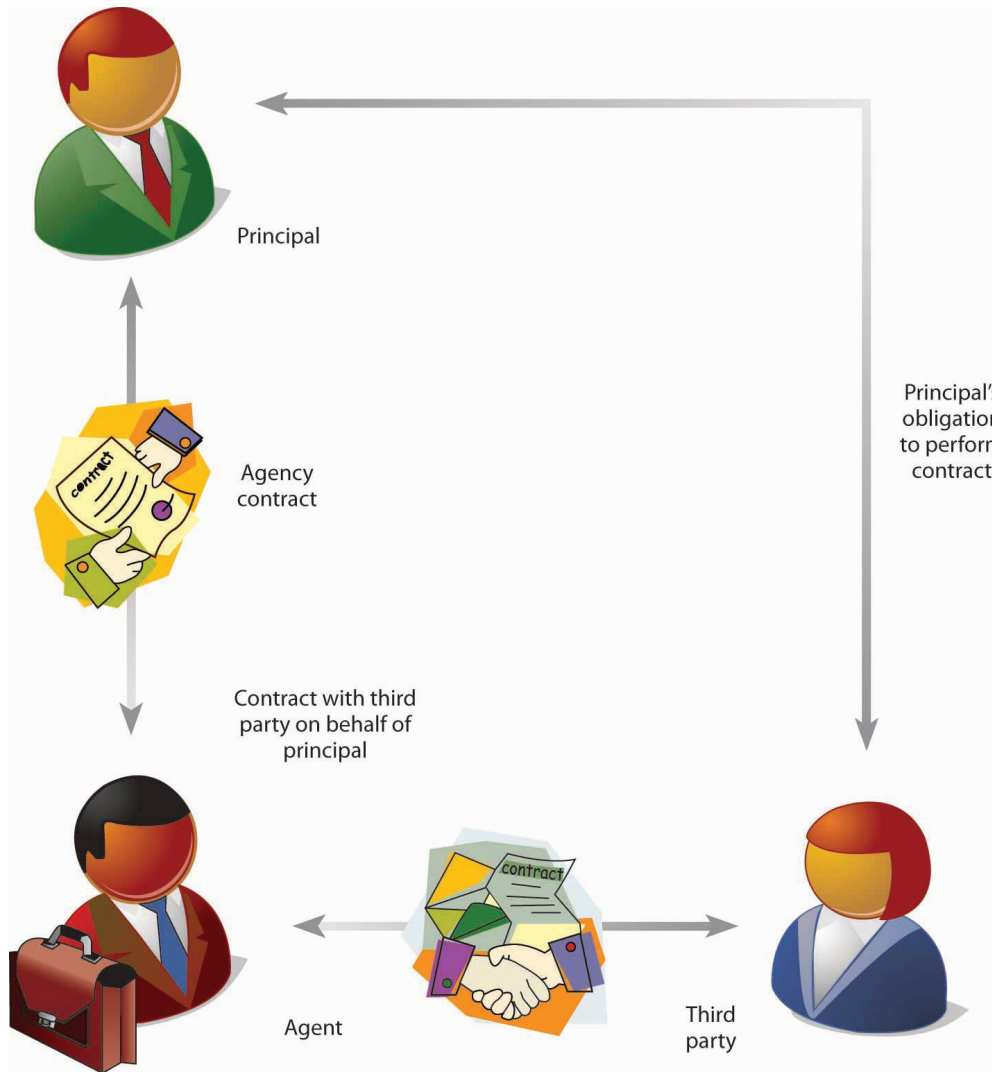 Principal
contract
Agency
contract
Principal's
obligation
to perform
contract
Contract with third
party on behalf of
principal
contract
Agent
Third
party